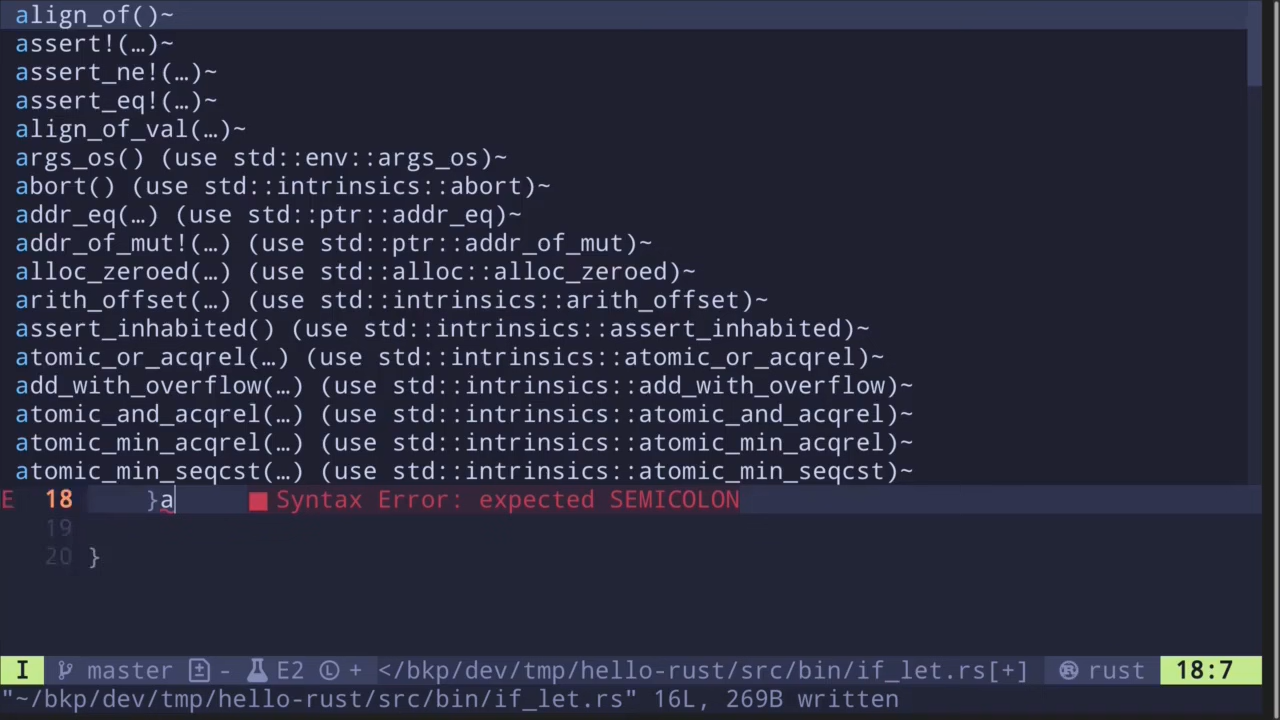 align_of()~
assert!(…)~
assert_ne!(…)~
assert_eq!(…)~
align_of_val(…)~
args_os() (use std::env::args_os)~
abort() (use std::intrinsics::abort)~
addr_eq(…) (use std::ptr::addr_eq)~
addr_of_mut!(…) (use std::ptr::addr_of_mut)~
alloc_zeroed(…) (use std::alloc::alloc_zeroed)~
arith_offset(…) (use std::intrinsics::arith_offset)~
assert_inhabited() (use std::intrinsics::assert_inhabited)~
atomic_or_acqrel(…) (use std::intrinsics::atomic_or_acqrel)~
add_with_overflow(…) (use std::intrinsics::add_with_overflow)~
atomic_and_acqrel(…) (use std::intrinsics::atomic_and_acqrel)~
atomic_min_acqrel(…) (use std::intrinsics::atomic_min_acqrel)~
atomic_min_seqcst(…) (use std::intrinsics::atomic_min_seqcst)~
E 18 }a ■ Syntax Error: expected SEMICOLON
19
20 }
I master - E2 Ⓛ + </bkp/dev/tmp/hello-rust/src/bin/if_let.rs[+] rust 18:7
"~/bkp/dev/tmp/hello-rust/src/bin/if_let.rs" 16L, 269B written